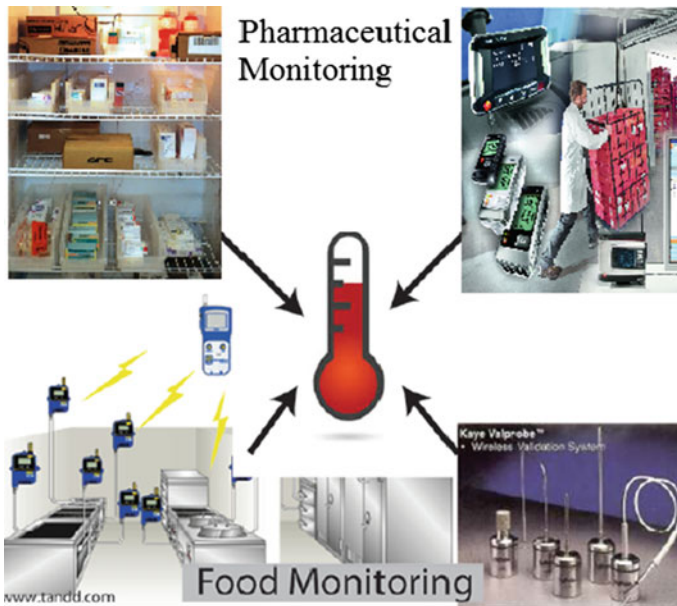 Pharmaceutical
Monitoring
Kaye Valprobe™
• Wireless Validation System
Food Monitoring
www.tandd.com